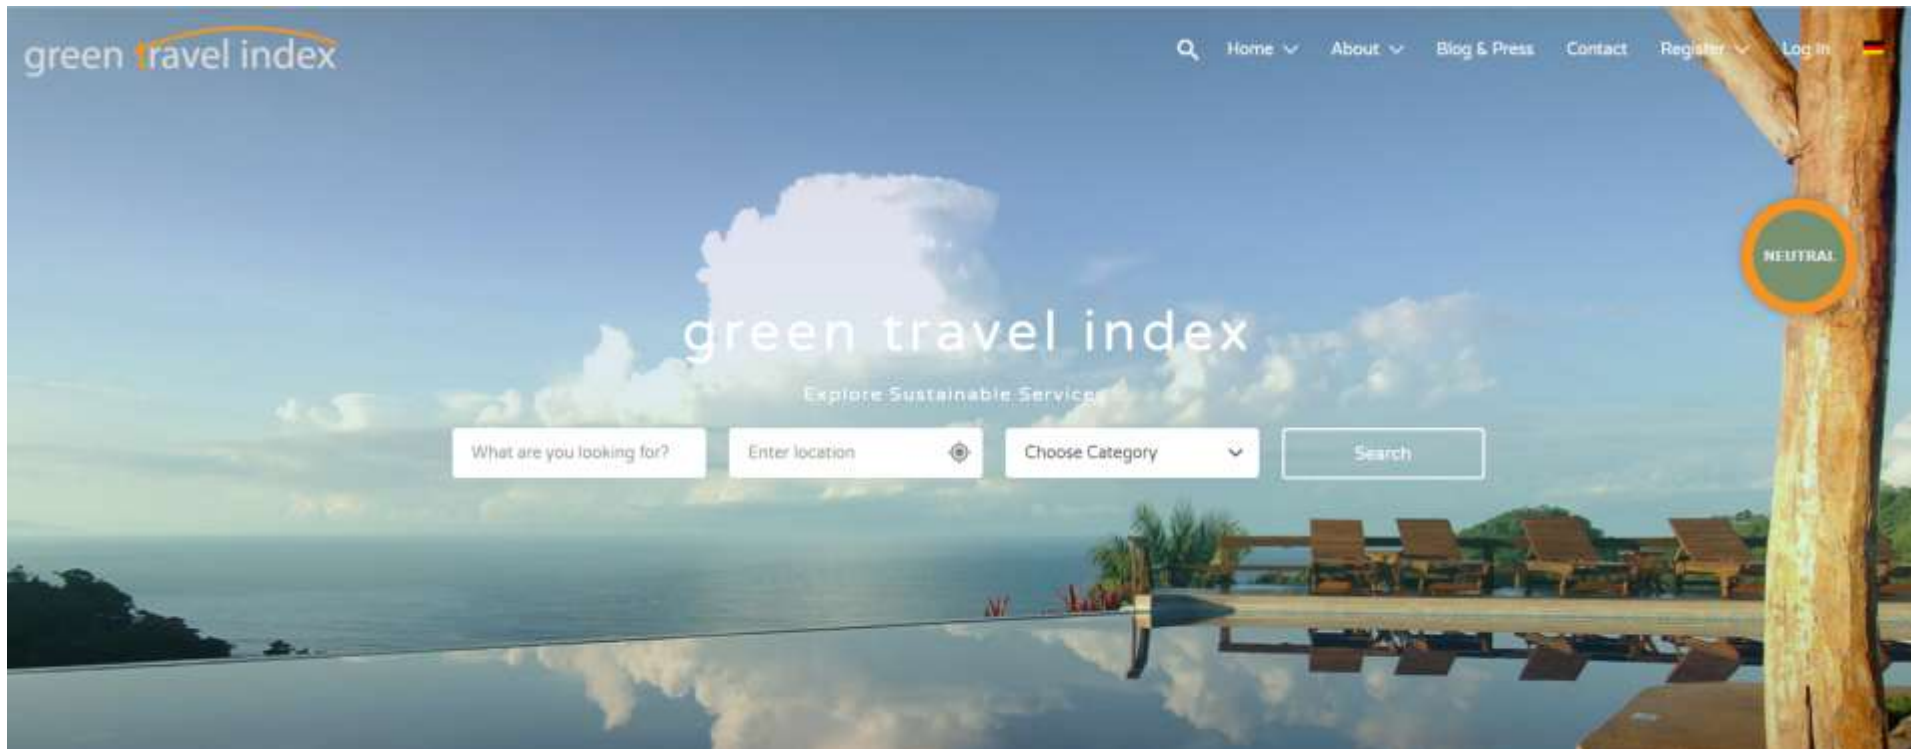 green travel index
Home About Blog & Press Contact Register Log In
NEUTRAL
green travel index
Explore Sustainable Services
What are you looking for? Enter location Choose Category Search